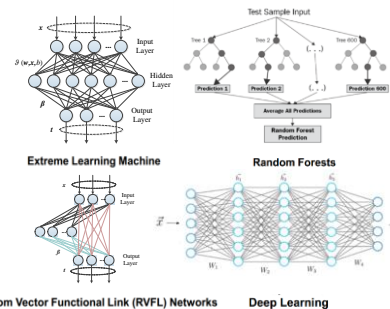 x
Input
Layer
ϑ (w,x,b)
Hidden
Layer
β
Output
Layer
t
Extreme Learning Machine
Test Sample Input
Tree 1
Tree 2
(. . .)
Tree 600
(. . .)
Prediction 1
Prediction 2
Prediction 600
Average All Predictions
Random Forest
Prediction
Random Forests
x
Input
Layer
β
Output
Layer
t
om Vector Functional Link (RVFL) Networks
W₁
W₂
W₃
W₄
Deep Learning